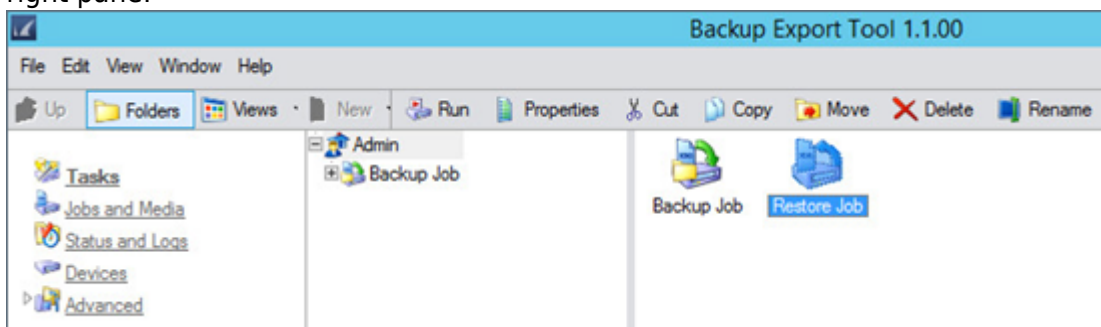 right pane.
Backup Export Tool 1.1.00
File Edit View Window Help
Up Folders Views New Run Properties Cut Copy Move Delete Rename
Admin
Tasks
Backup Job
Jobs and Media
Status and Logs
Devices
Advanced
Backup Job Restore Job